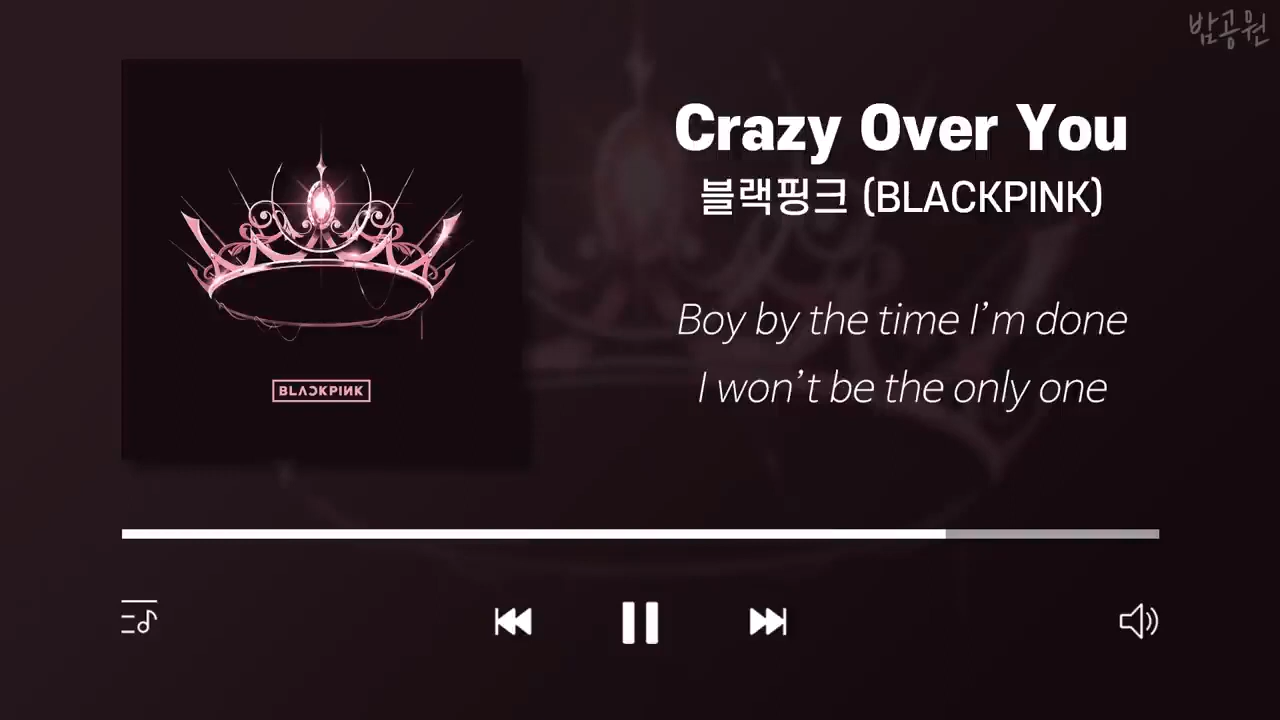 밤공원
Crazy Over You
블랙핑크 (BLACKPINK)
Boy by the time I'm done
I won't be the only one
BLACKPINK